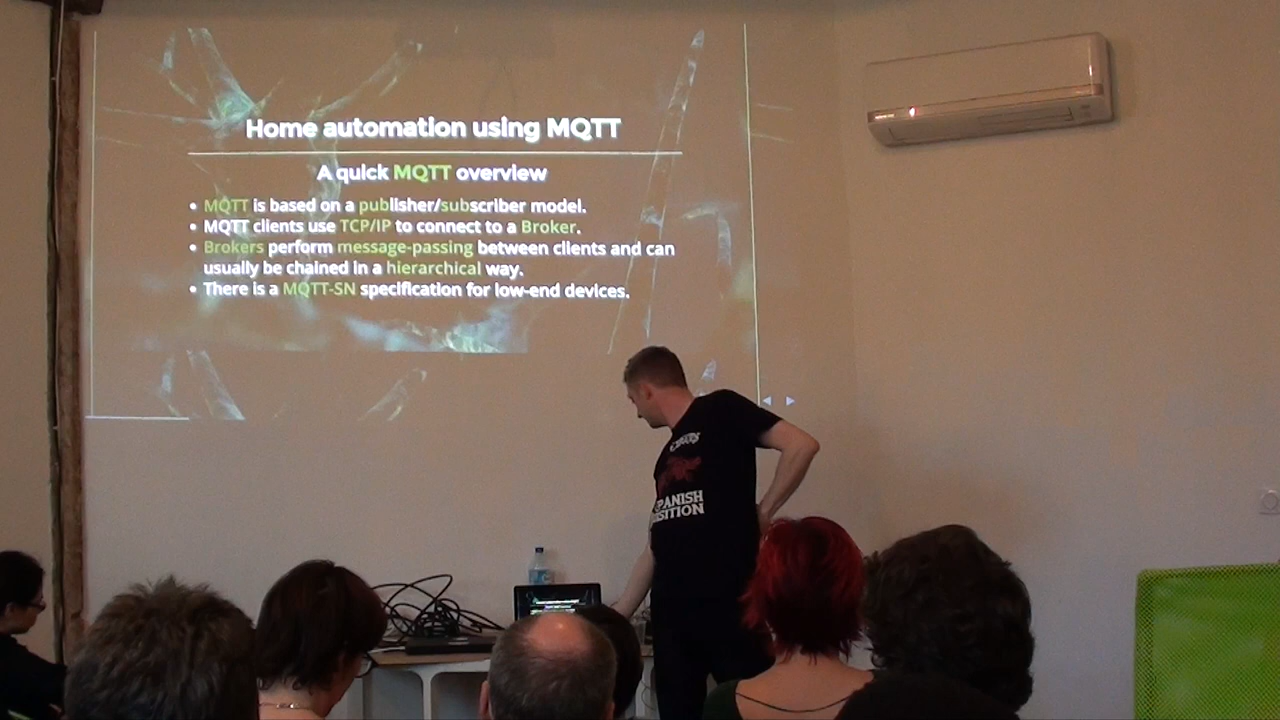 Home automation using MQTT
A quick MQTT overview
• MQTT is based on a publisher/subscriber model.
• MQTT clients use TCP/IP to connect to a Broker.
• Brokers perform message-passing between clients and can
usually be chained in a hierarchical way.
• There is a MQTT-SN specification for low-end devices.
PANISH
ISITION